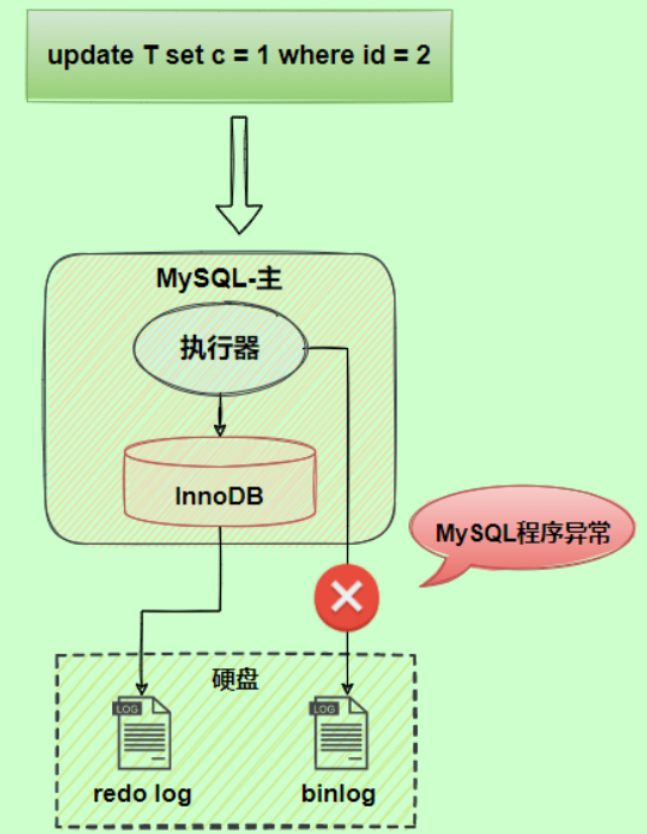 update T set c = 1 where id = 2
MySQL-主
执行器
InnoDB
MySQL程序异常
硬盘
LOG
LOG
redo log
binlog